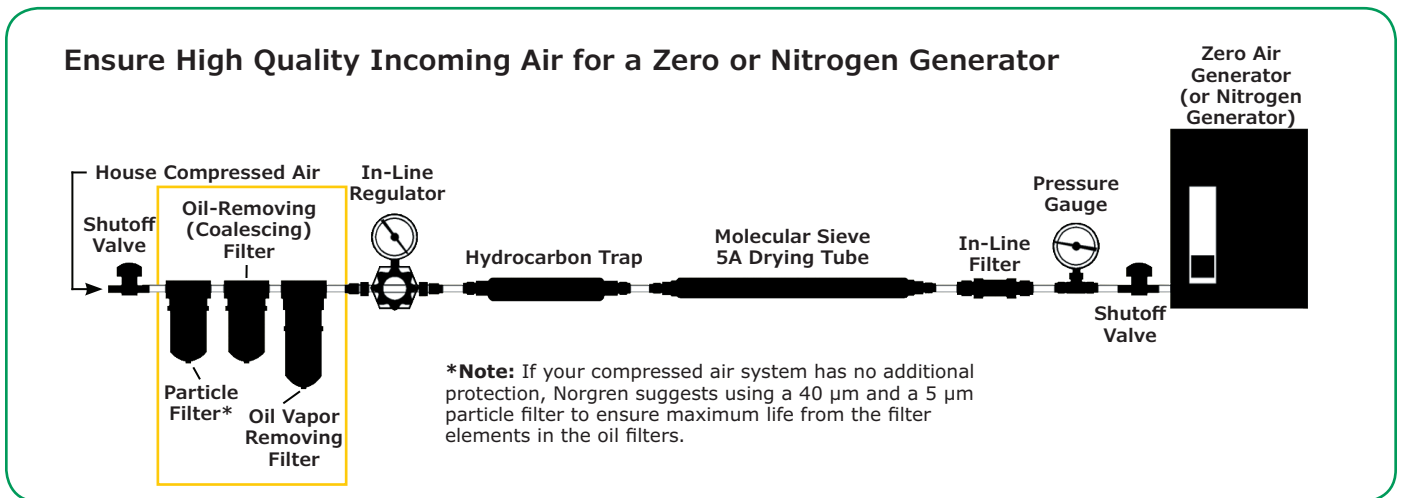 Ensure High Quality Incoming Air for a Zero or Nitrogen Generator
Zero Air
Generator
(or Nitrogen
Generator)
House Compressed Air
Shutoff
Valve
Oil-Removing
(Coalescing)
Filter
In-Line
Regulator
Hydrocarbon Trap
Molecular Sieve
5A Drying Tube
In-Line
Filter
Pressure
Gauge
Shutoff
Valve
Particle
Filter*
Oil Vapor
Removing
Filter
*Note: If your compressed air system has no additional
protection, Norgren suggests using a 40 µm and a 5 µm
particle filter to ensure maximum life from the filter
elements in the oil filters.